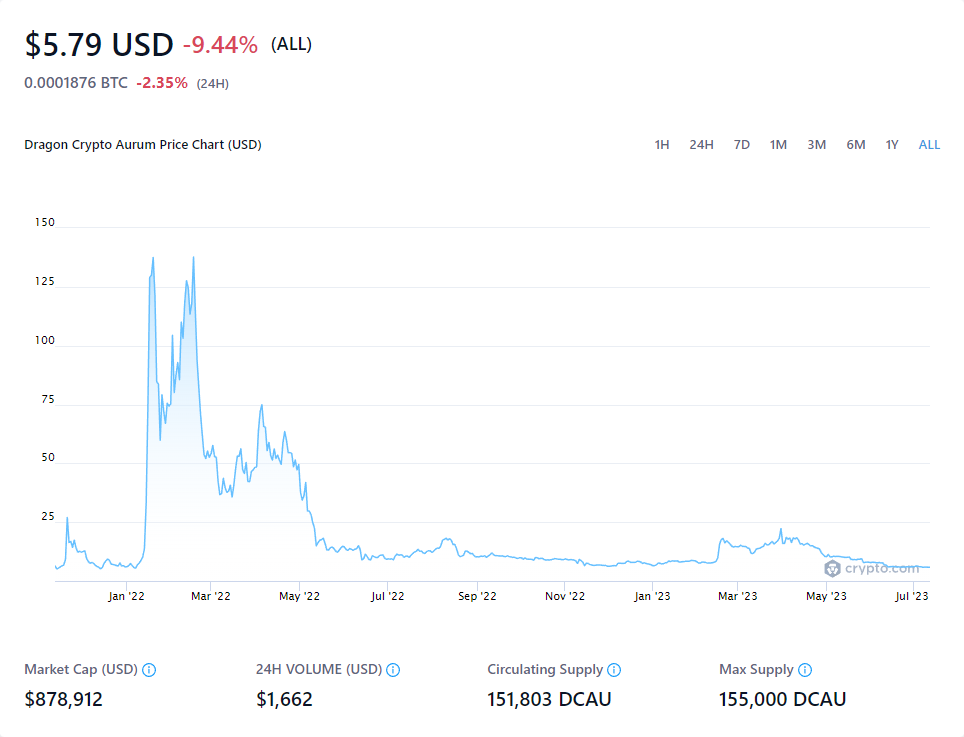 $5.79 USD -9.44% (ALL)
0.0001876 BTC -2.35% (24H)
Dragon Crypto Aurum Price Chart (USD) 1H 24H 7D 1M 3M 6M 1Y ALL
150
125
100
75
50
25
crypto.com
Jan '22 Mar '22 May '22 Jul '22 Sep '22 Nov '22 Jan '23 Mar '23 May '23 Jul '23
Market Cap (USD) 24H VOLUME (USD) Circulating Supply Max Supply
$878,912 $1,662 151,803 DCAU 155,000 DCAU